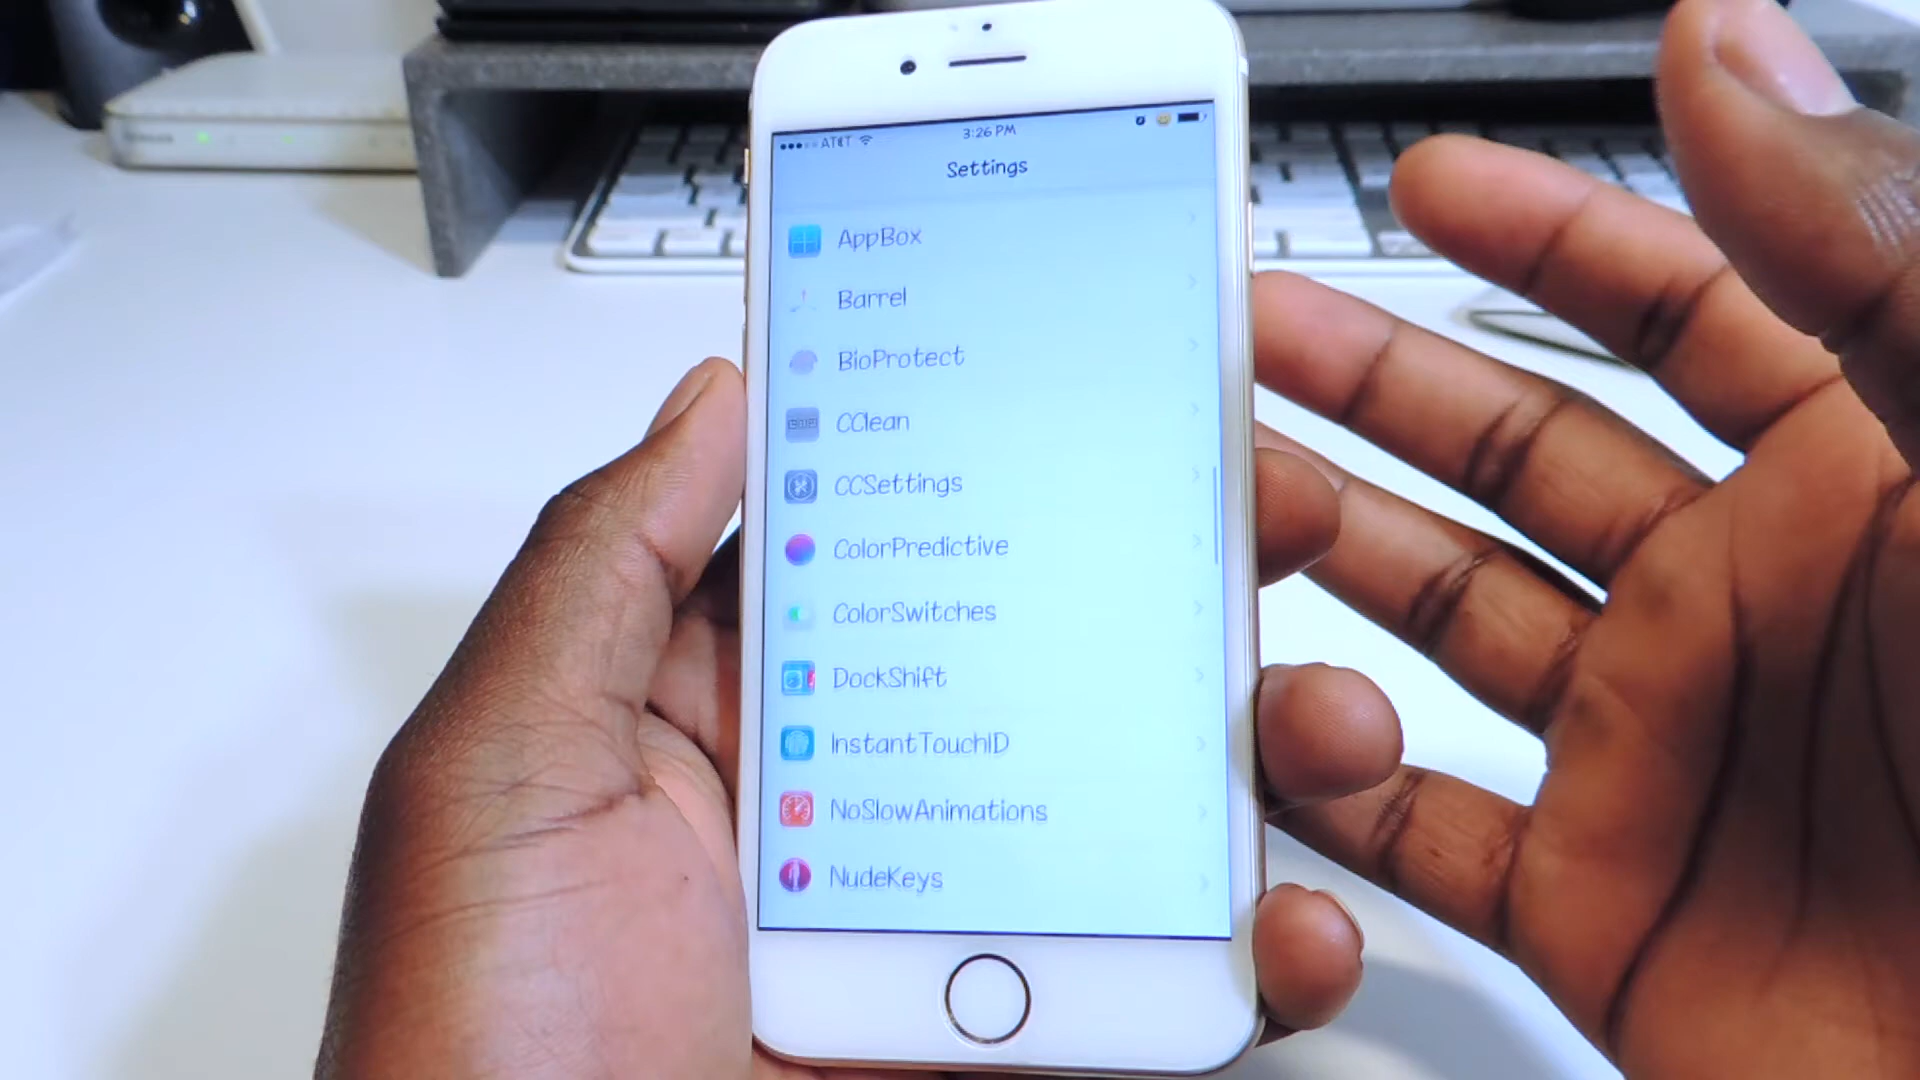 AT&T
3:26 PM
Settings
AppBox
Barrel
BioProtect
CClean
CCSettings
ColorPredictive
ColorSwitches
DockShift
InstantTouchID
NoSlowAnimations
NudeKeys